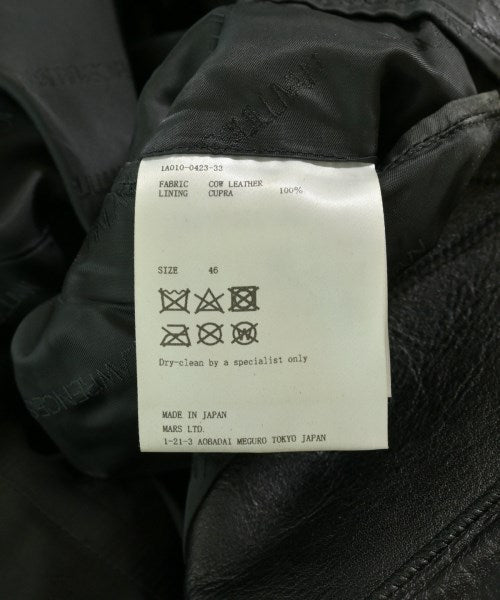 1A010-0423-33
FABRIC COW LEATHER
LINING CUPRA 100%
SIZE 46
W
Dry-clean by a specialist only
MADE IN JAPAN
MARS LTD.
1-21-3 AOBADAI MEGURO TOKYO JAPAN